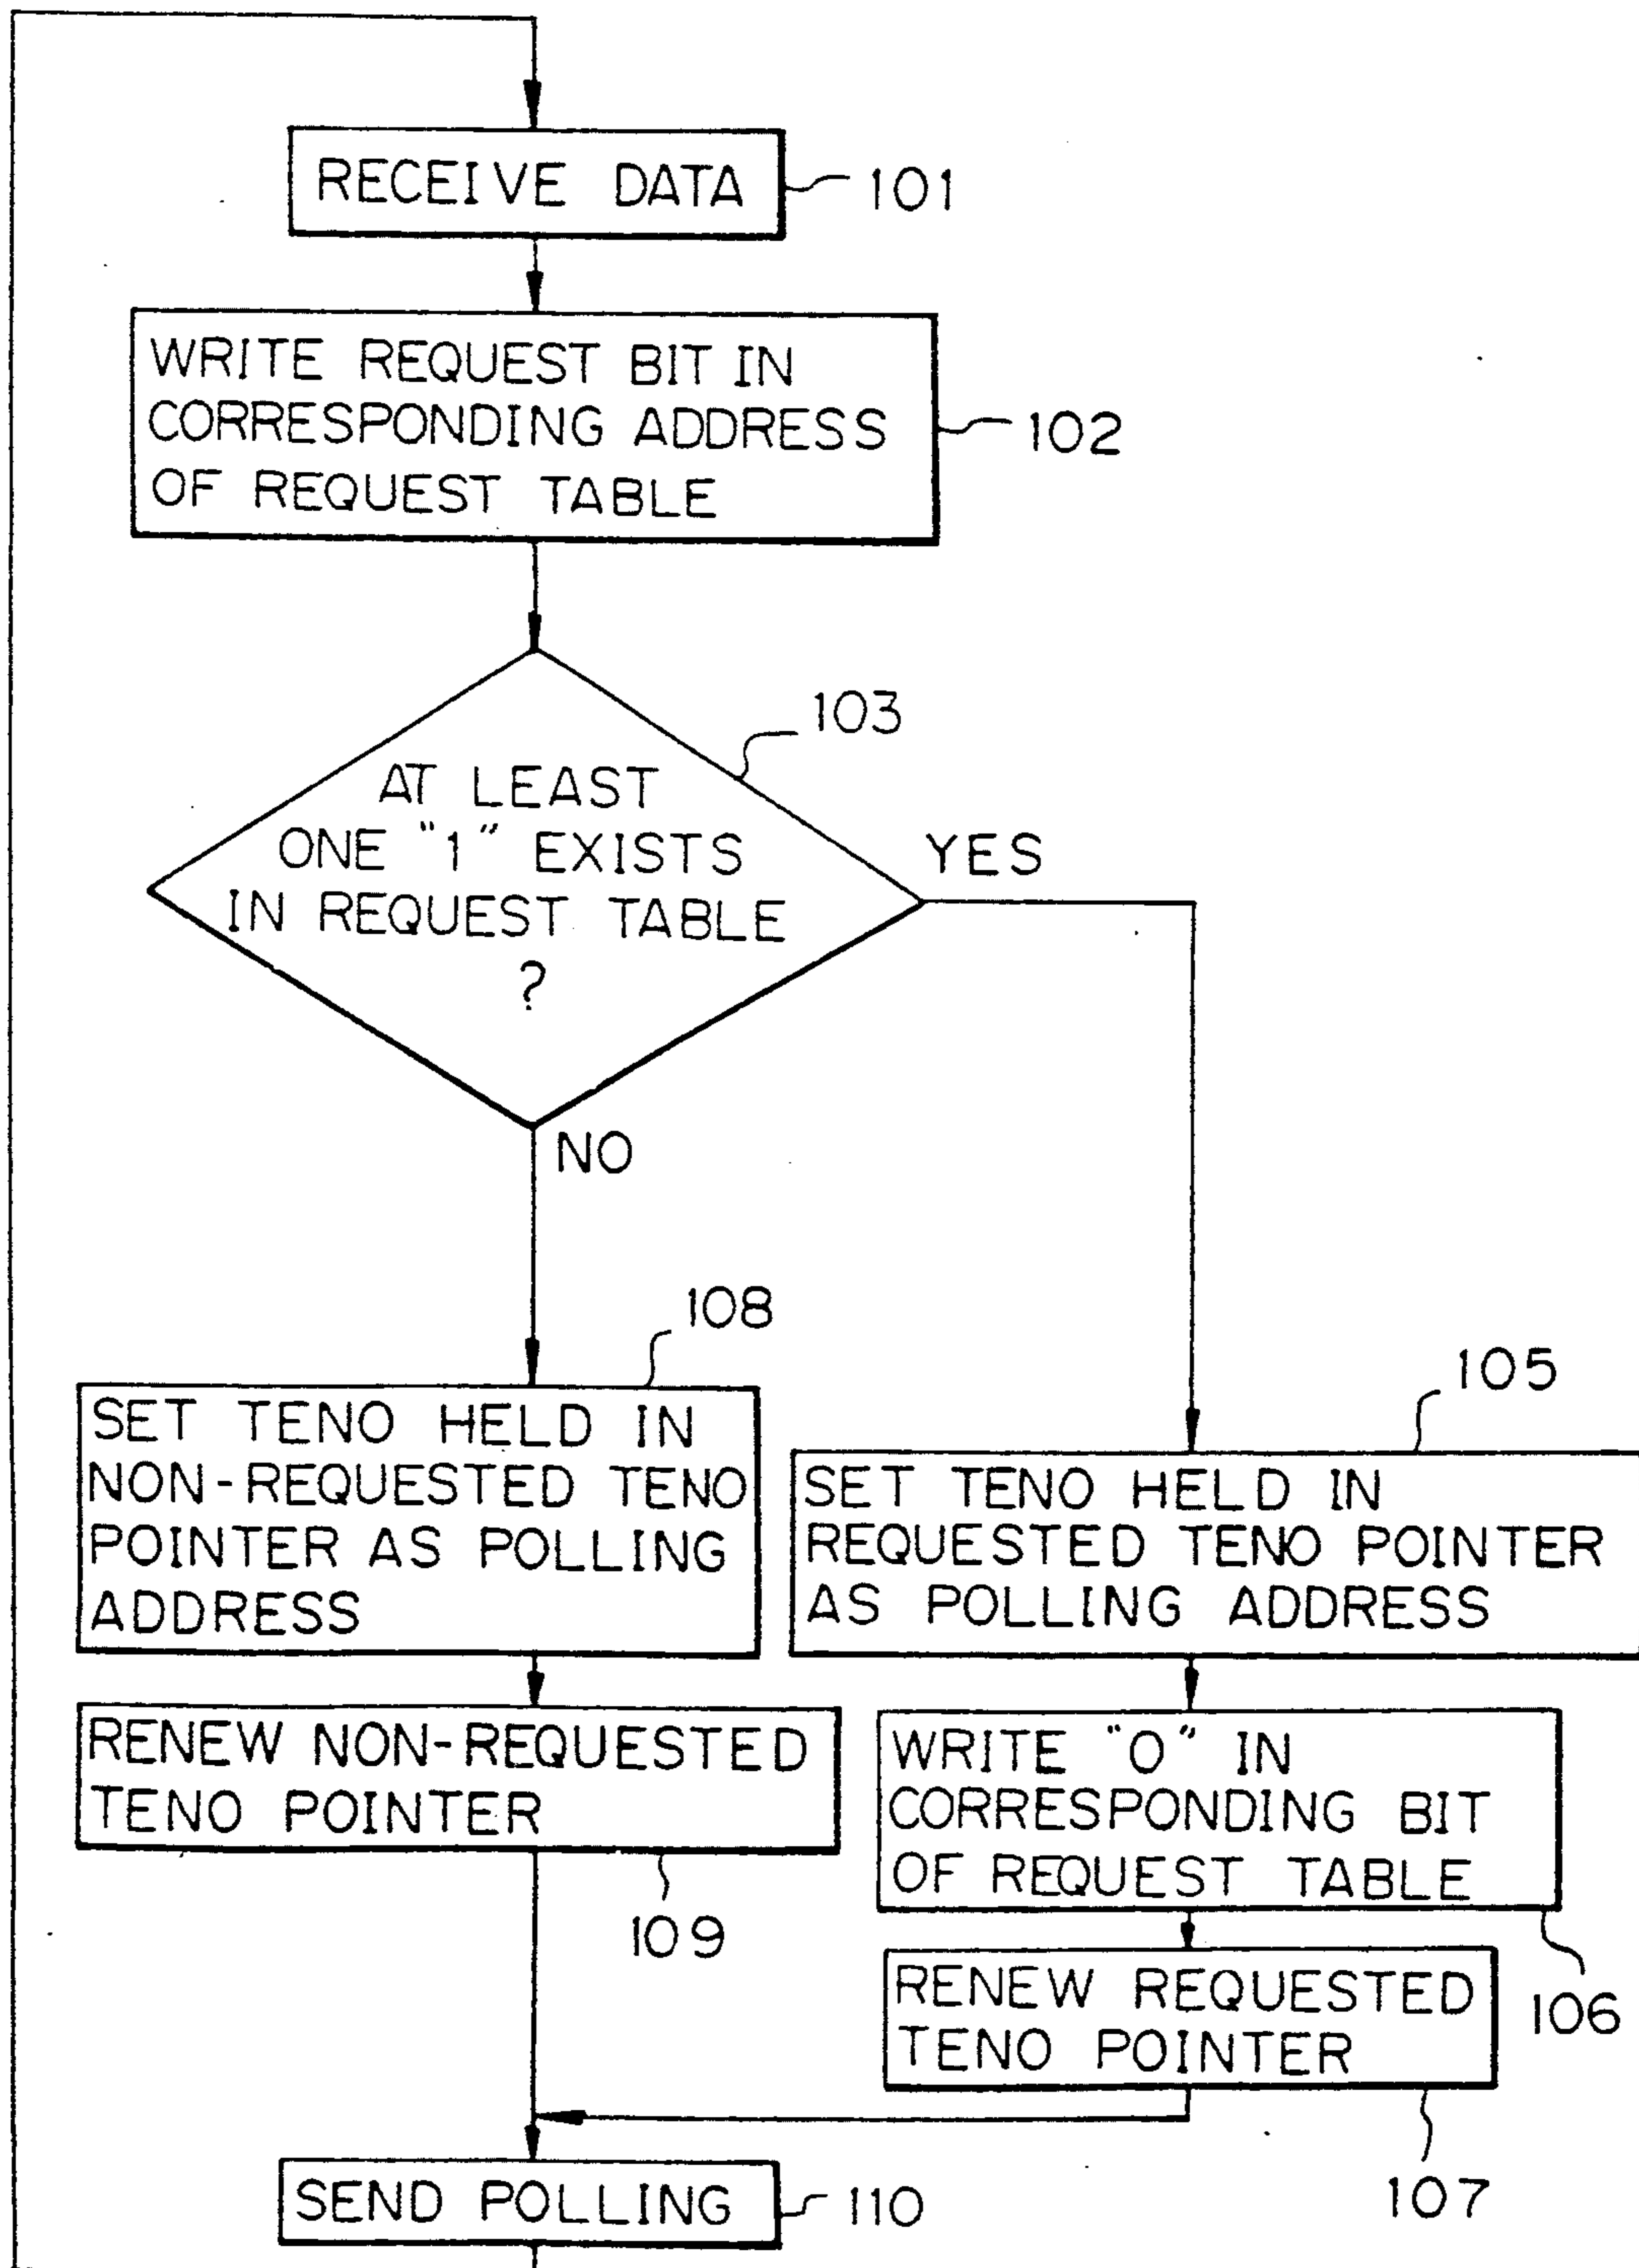 RECEIVE DATA
101
WRITE REQUEST BIT IN
CORRESPONDING ADDRESS
OF REQUEST TABLE
102
103
AT LEAST
ONE "1" EXISTS
IN REQUEST TABLE
?
YES
NO
108
SET TENO HELD IN
NON-REQUESTED TENO
POINTER AS POLLING
ADDRESS
105
SET TENO HELD IN
REQUESTED TENO POINTER
AS POLLING ADDRESS
RENEW NON-REQUESTED
TENO POINTER
109
WRITE "0" IN
CORRESPONDING BIT
OF REQUEST TABLE
106
RENEW REQUESTED
TENO POINTER
107
SEND POLLING
110